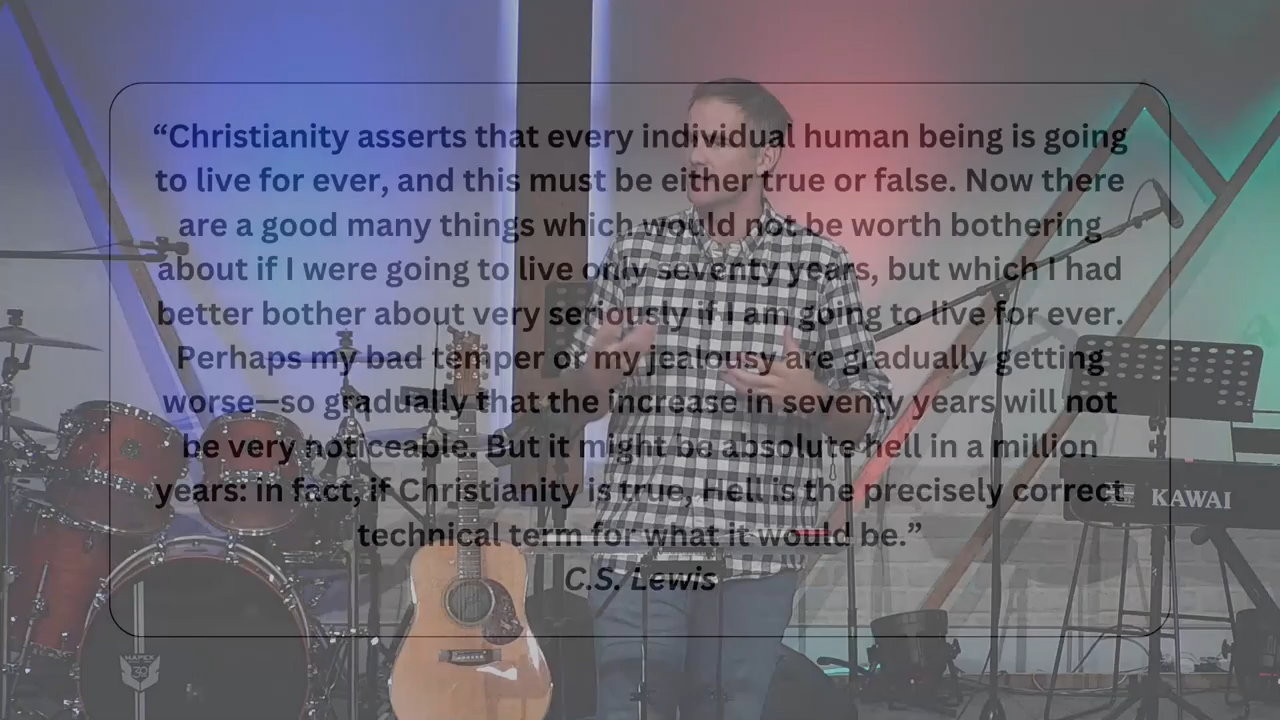 “Christianity asserts that every individual human being is going
to live for ever, and this must be either true or false. Now there
are a good many things which would not be worth bothering
about if I were going to live only seventy years, but which I had
better bother about very seriously if I am going to live for ever.
Perhaps my bad temper or my jealousy are gradually getting
worse—so gradually that the increase in seventy years will not
be very noticeable. But it might be absolute hell in a million
years: in fact, if Christianity is true, Hell is the precisely correct
technical term for what it would be.”
C.S. Lewis
KAWAI
MAPEX
30